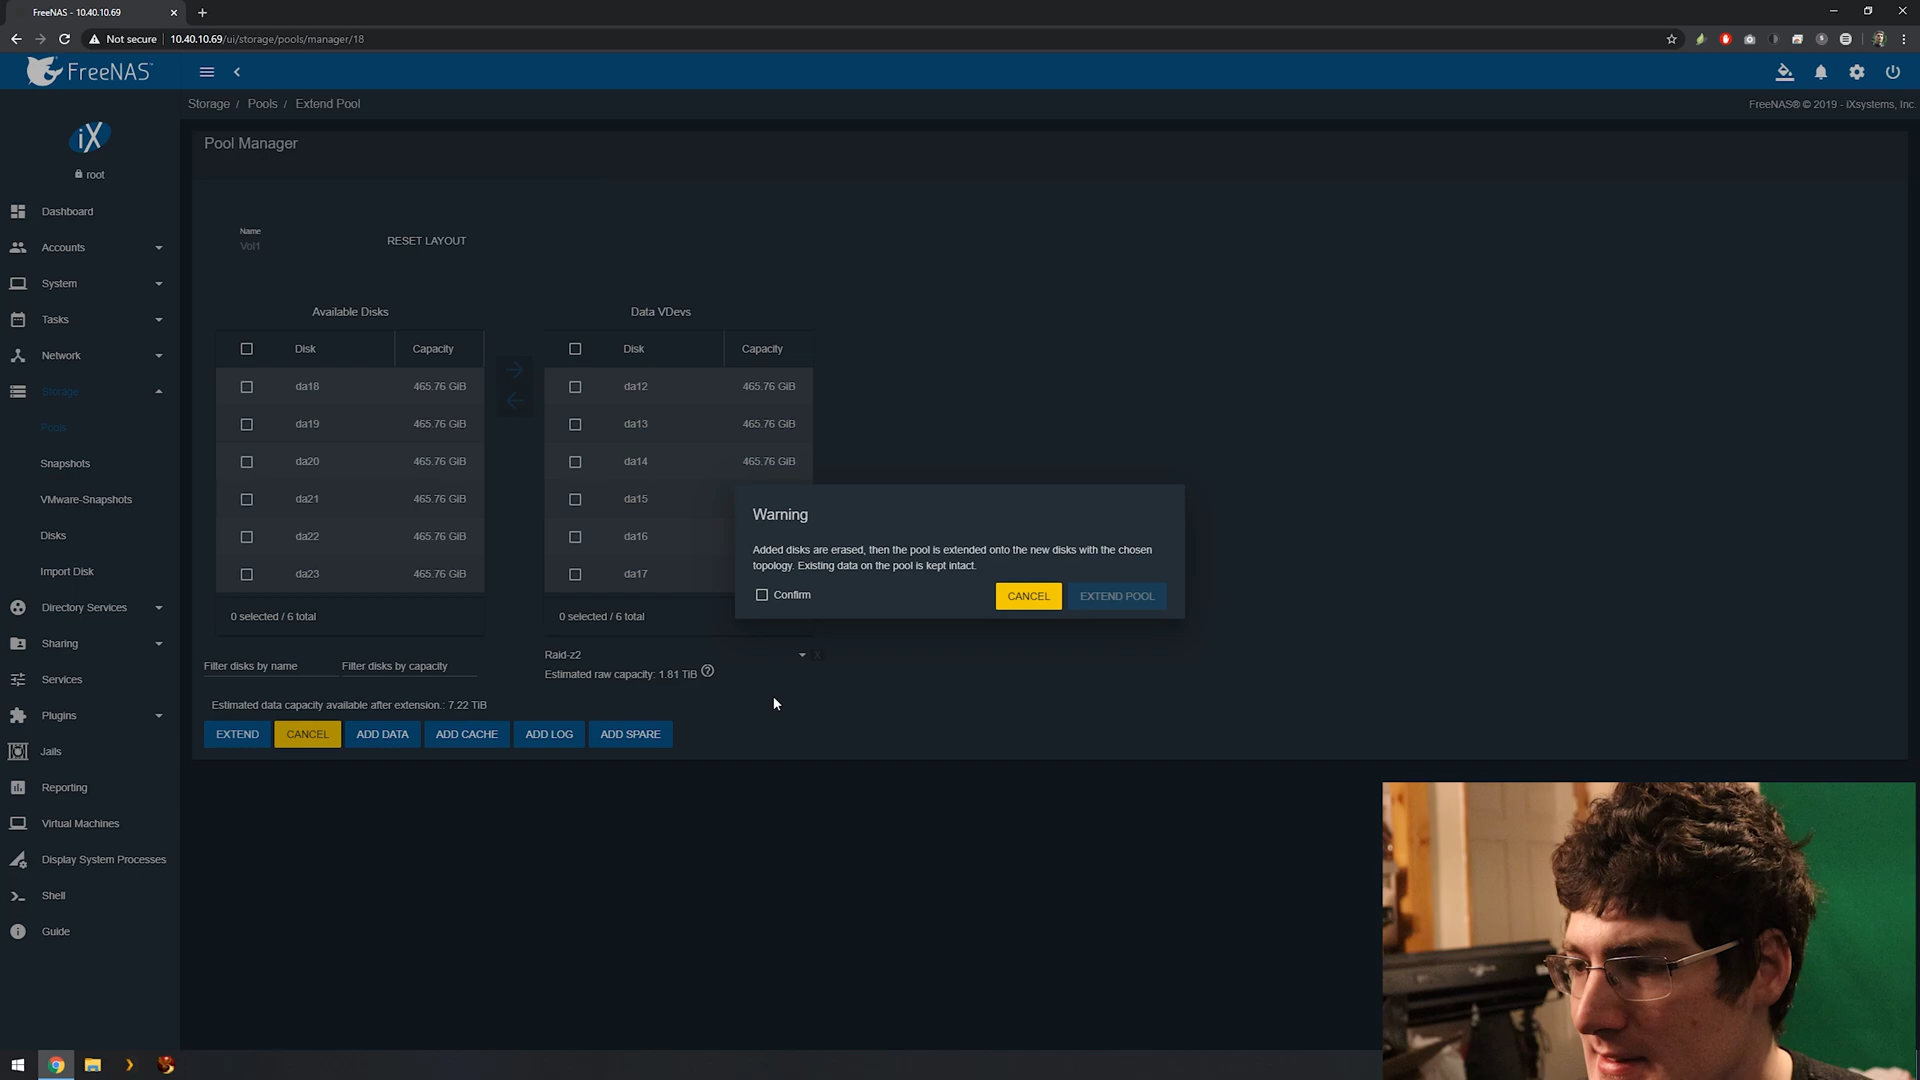 FreeNAS - 10.40.10.69
Not secure
10.40.10.69/ui/storage/pools/manager/18
FreeNAS
Storage / Pools / Extend Pool
FreeNAS® © 2019 - iXsystems, Inc.
iX
root
Dashboard
Accounts
System
Tasks
Network
Storage
Pools
Snapshots
VMware-Snapshots
Disks
Import Disk
Directory Services
Sharing
Services
Plugins
Jails
Reporting
Virtual Machines
Display System Processes
Shell
Guide
Pool Manager
Name
Vol1
RESET LAYOUT
Available Disks
Disk Capacity
da18 465.76 GiB
da19 465.76 GiB
da20 465.76 GiB
da21 465.76 GiB
da22 465.76 GiB
da23 465.76 GiB
0 selected / 6 total
Filter disks by name
Filter disks by capacity
Data VDevs
Disk Capacity
da12 465.76 GiB
da13 465.76 GiB
da14 465.76 GiB
da15
da16
da17
0 selected / 6 total
Raid-z2
X
Estimated raw capacity: 1.81 TiB
Estimated data capacity available after extension.: 7.22 TiB
EXTEND
CANCEL
ADD DATA
ADD CACHE
ADD LOG
ADD SPARE
Warning
Added disks are erased, then the pool is extended onto the new disks with the chosen
topology. Existing data on the pool is kept intact.
Confirm
CANCEL
EXTEND POOL